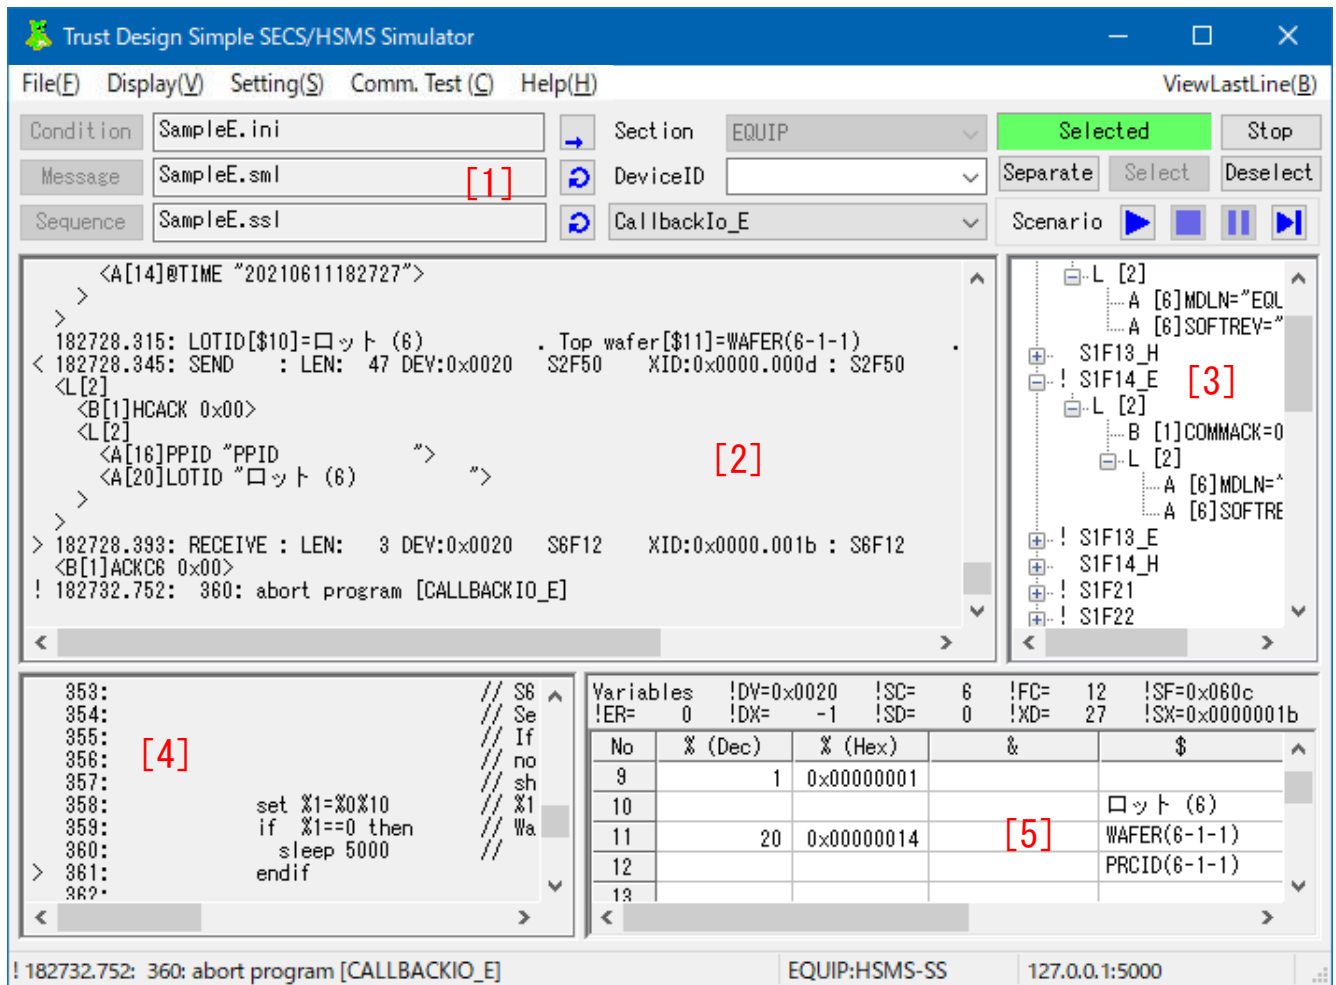 Trust Design Simple SECS/HSMS Simulator
File(F) Display(V) Setting(S) Comm. Test (C) Help(H) ViewLastLine(B)
Condition SampleE.ini → Section EQUIP Selected Stop
Message SampleE.sml [1] DeviceID Separate Select Deselect
Sequence SampleE.ssl CallbackIo_E Scenario
<A[14]@TIME "20210611182727">
>
>
182728.315: LOTID[$10]=ロット (6) . Top wafer[$11]=WAFER(6-1-1) .
< 182728.345: SEND : LEN: 47 DEV:0x0020 S2F50 XID:0x0000.000d : S2F50
<L[2]
<B[1]HCACK 0x00>
<L[2]
<A[16]PPID "PPID ">
<A[20]LOTID "ロット (6) ">
>
>
> 182728.393: RECEIVE : LEN: 3 DEV:0x0020 S6F12 XID:0x0000.001b : S6F12
<B[1]ACKC6 0x00>
! 182732.752: 360: abort program [CALLBACKIO_E]
[2]
L [2]
A [6]MDLN="EQU
A [6]SOFTREV="
S1F13_H
! S1F14_E
[3]
L [2]
B [1]COMMACK=0
L [2]
A [6]MDLN="
A [6]SOFTRE
! S1F13_E
S1F14_H
! S1F21
! S1F22
353: // S6
354: // Se
355: // If
356: // no
357: // sh
358: set %1=%0%10 // %1
359: if %1==0 then // Wa
360: sleep 5000 //
> 361: endif
362:
[4]
Variables !DV=0x0020 !SC= 6 !FC= 12 !SF=0x060c
!ER= 0 !DX= -1 !SD= 0 !XD= 27 !SX=0x0000001b
No % (Dec) % (Hex) & $
9 1 0x00000001
10 ロット (6)
11 20 0x00000014 WAFER(6-1-1)
12 PRCID(6-1-1)
13
[5]
! 182732.752: 360: abort program [CALLBACKIO_E] EQUIP:HSMS-SS 127.0.0.1:5000